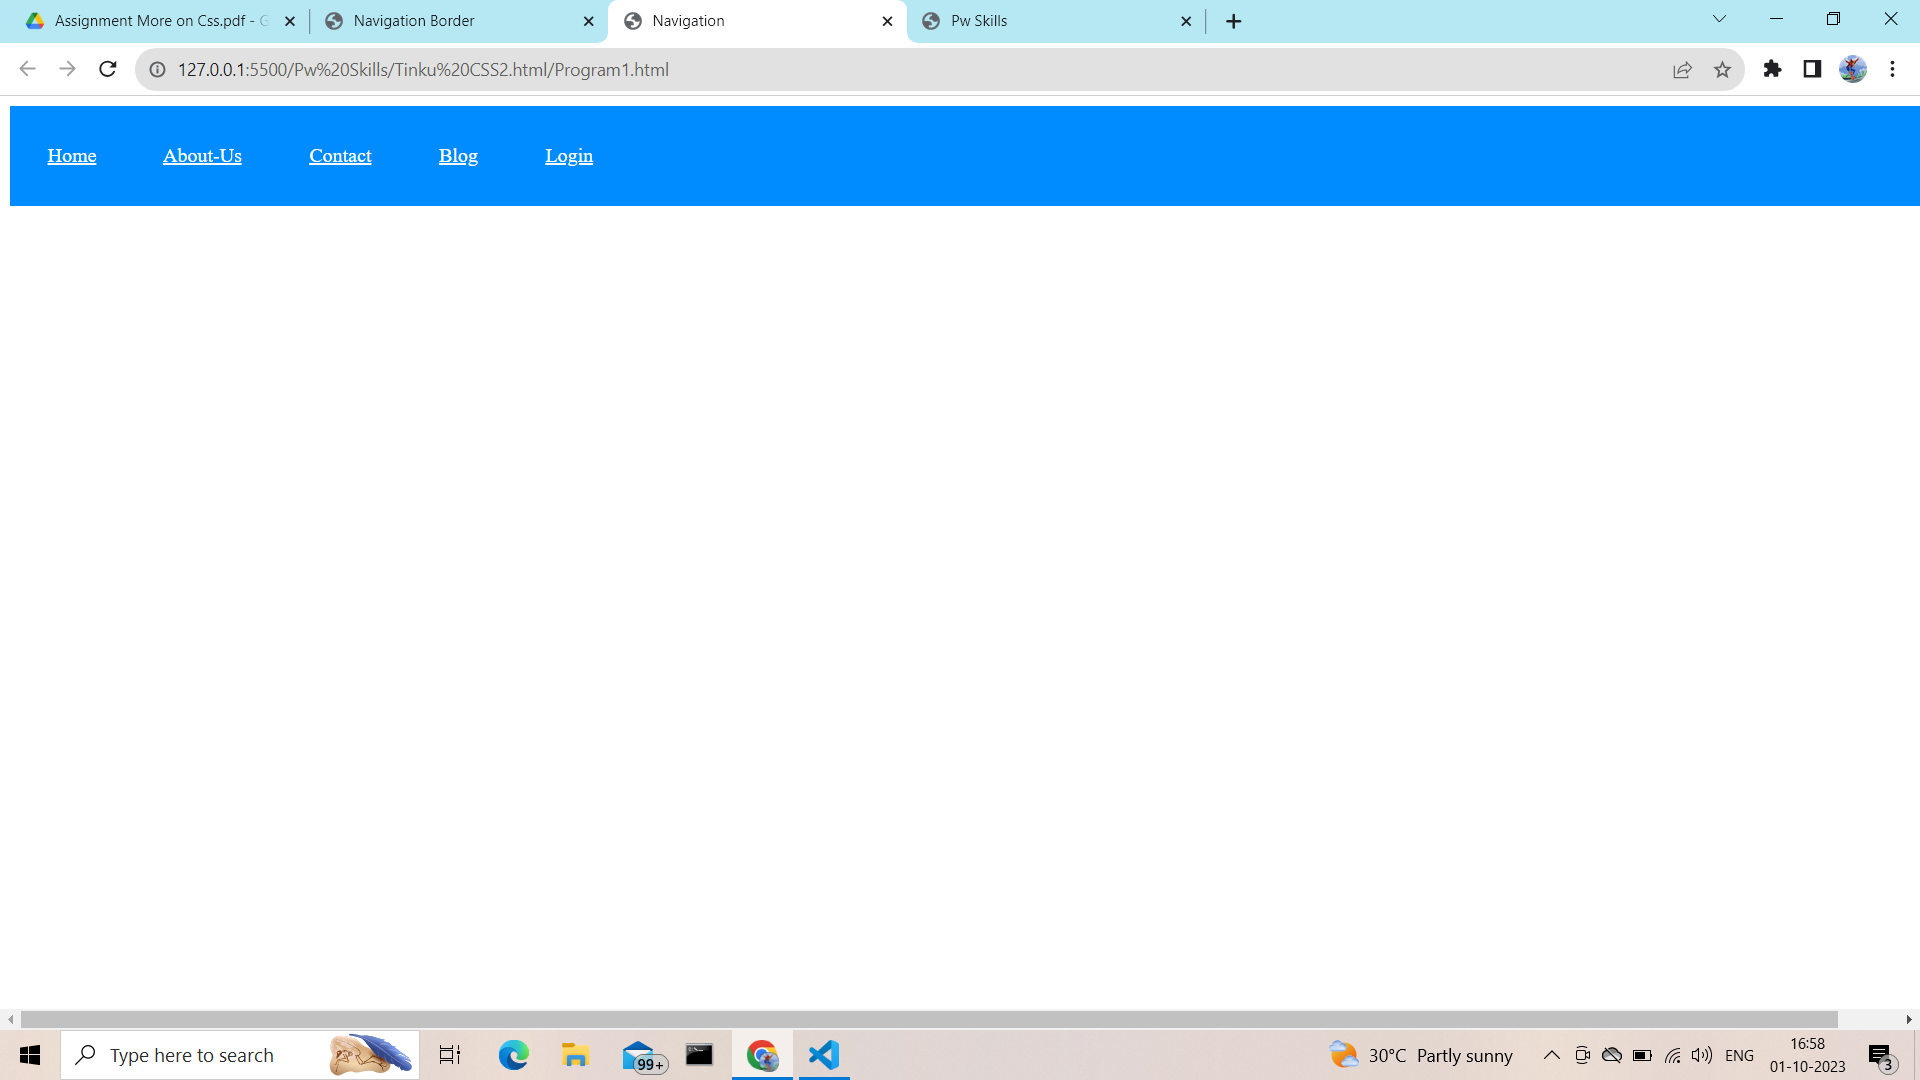 Assignment More on Css.pdf - G
Navigation Border
Navigation
Pw Skills
127.0.0.1:5500/Pw%20Skills/Tinku%20CSS2.html/Program1.html
Home About-Us Contact Blog Login
Type here to search
99+
30°C Partly sunny
ENG
16:58
01-10-2023
3